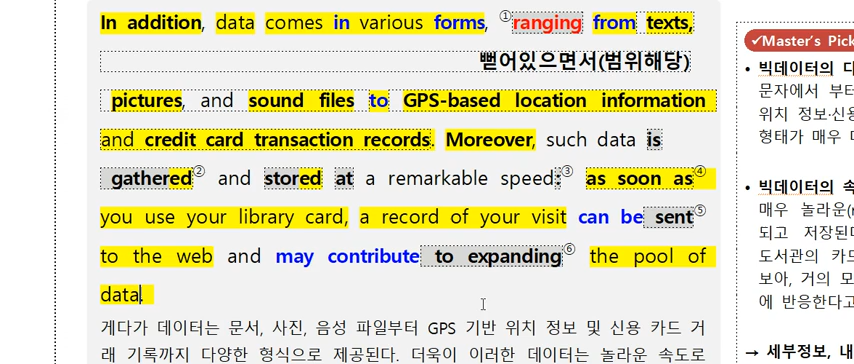 In addition, data comes in various forms, ①ranging from texts,
뻗어있으면서(범위해당)
pictures, and sound files to GPS-based location information
and credit card transaction records. Moreover, such data is
gathered② and stored at a remarkable speed:③ as soon as④
you use your library card, a record of your visit can be sent⑤
to the web and may contribute to expanding⑥ the pool of
data.
게다가 데이터는 문서, 사진, 음성 파일부터 GPS 기반 위치 정보 및 신용 카드 거
래 기록까지 다양한 형식으로 제공된다. 더욱이 이러한 데이터는 놀라운 속도로
✓Master's Pick
• 빅데이터의 다
문자에서 부터
위치 정보·신용
형태가 매우 다
• 빅데이터의 속
매우 놀라운(r
되고 저장된다
도서관의 카드
보아, 거의 모
에 반응한다고
→ 세부정보, 내